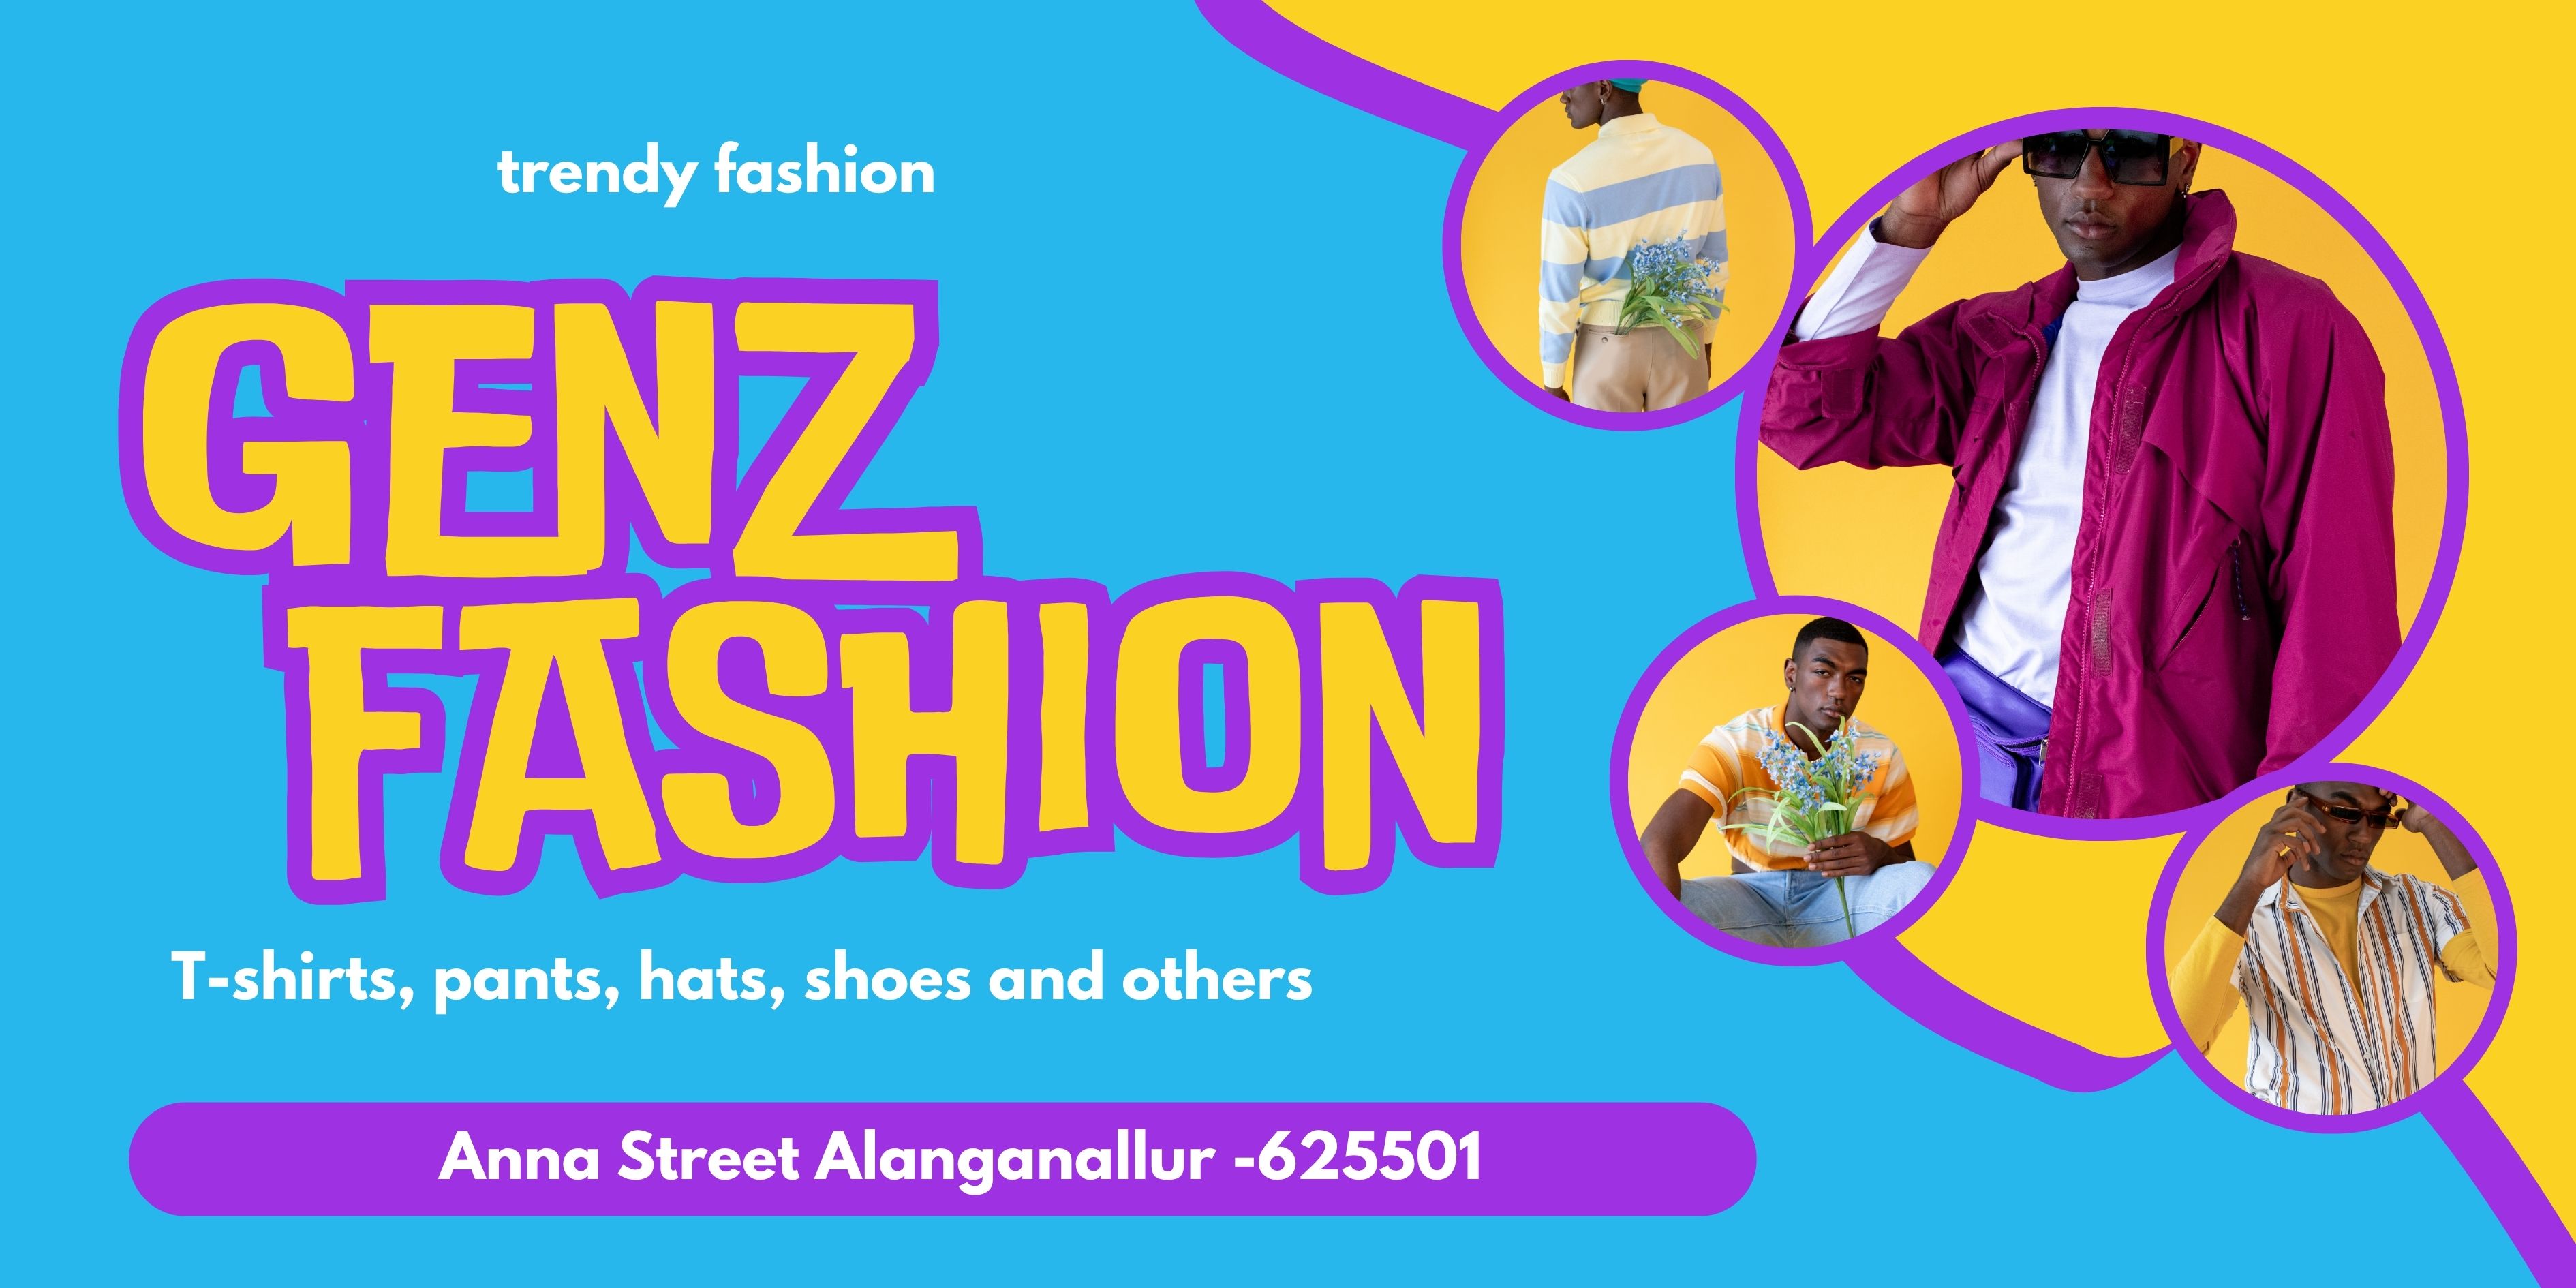 trendy fashion
GENZ
FASHION
T-shirts, pants, hats, shoes and others
Anna Street Alanganallur -625501